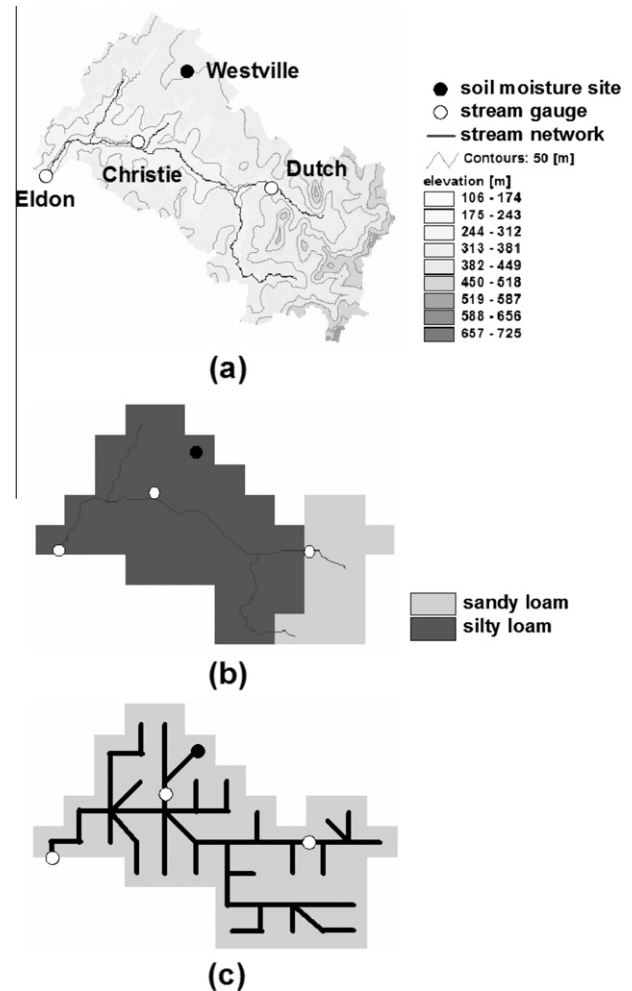 Westville
Christie
Dutch
Eldon
soil moisture site
stream gauge
stream network
Contours: 50 [m]
elevation [m]
106 - 174
175 - 243
244 - 312
313 - 381
382 - 449
450 - 518
519 - 587
588 - 656
657 - 725
(a)
sandy loam
silty loam
(b)
(c)